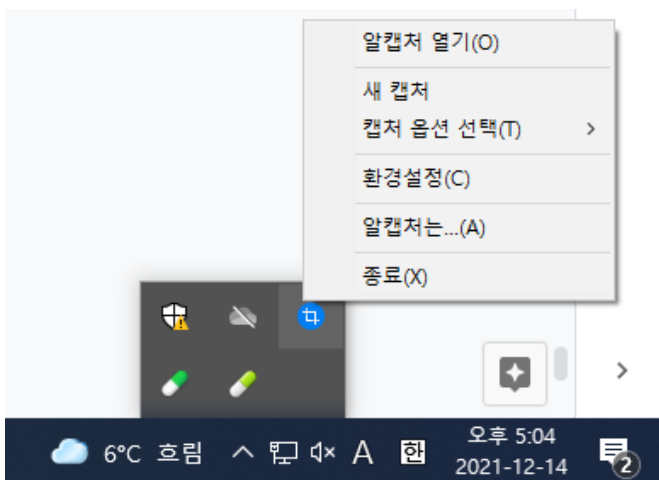 알캡처 열기(O)
새 캡처
캡처 옵션 선택(T)
환경설정(C)
알캡처는...(A)
종료(X)
6°C 흐림 A 한 오후 5:04
2021-12-14
2